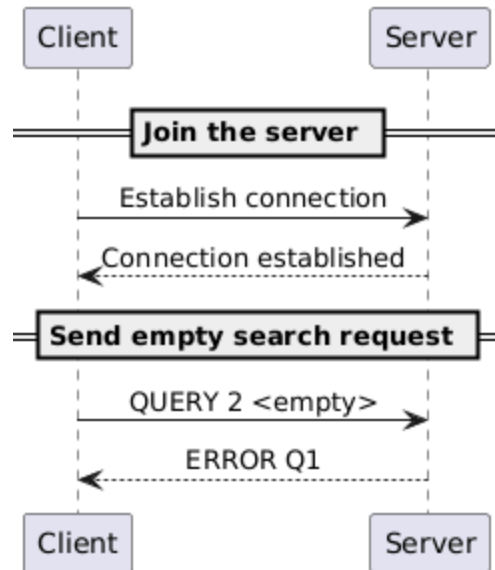 Client Server
Join the server
Establish connection
Connection established
Send empty search request
QUERY 2 <empty>
ERROR Q1
Client Server